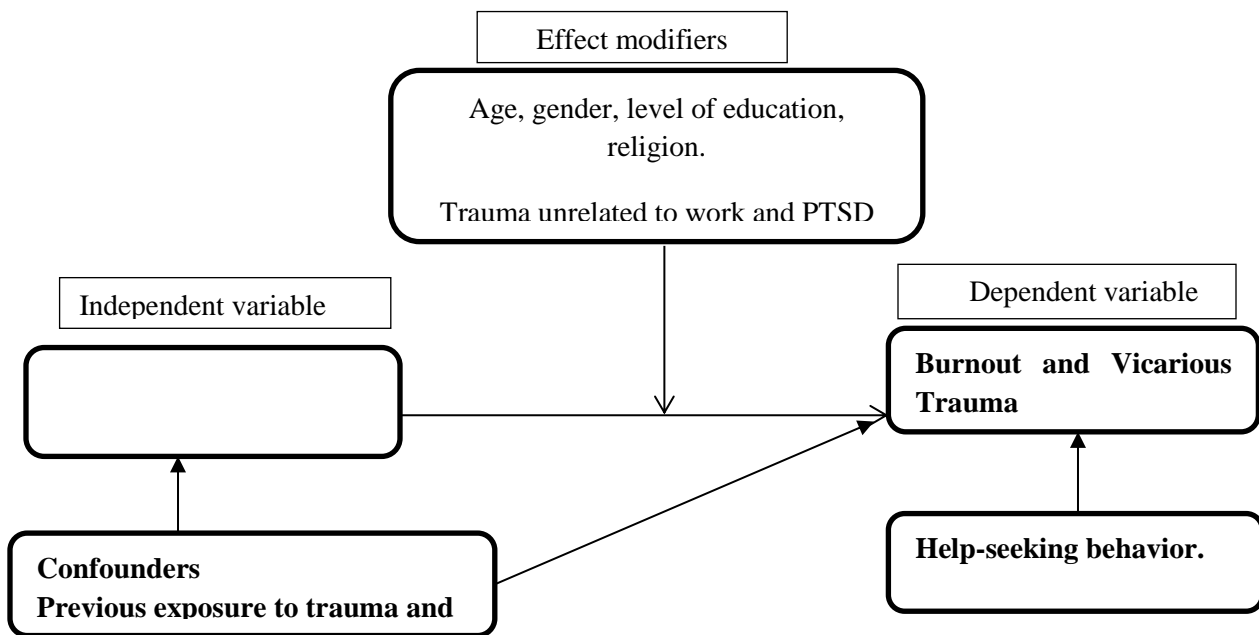 Effect modifiers
Age, gender, level of education,
religion.
Trauma unrelated to work and PTSD
Independent variable
Dependent variable
Burnout and Vicarious
Trauma
Confounders
Previous exposure to trauma and
Help-seeking behavior.